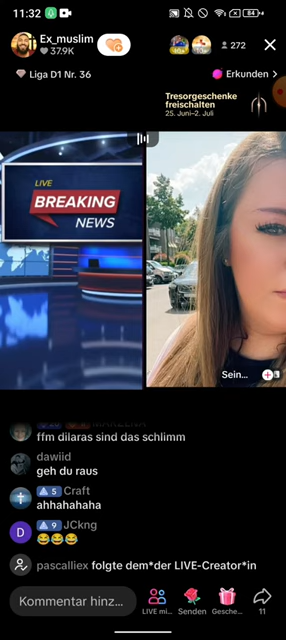 11:32
84
Ex_muslim
37.9K
272
Liga D1 Nr. 36
Erkunden >
Tresorgeschenke
freischalten
25. Juni–2. Juli
LIVE
BREAKING
NEWS
Sein...
ffm dilaras sind das schlimm
dawiid
geh du raus
5 Craft
ahhahahaha
D
9 JCkng
😂😂😂
pascalliex folgte dem*der LIVE-Creator*in
Kommentar hinz...
LIVE mi...
Senden
Gesche...
11